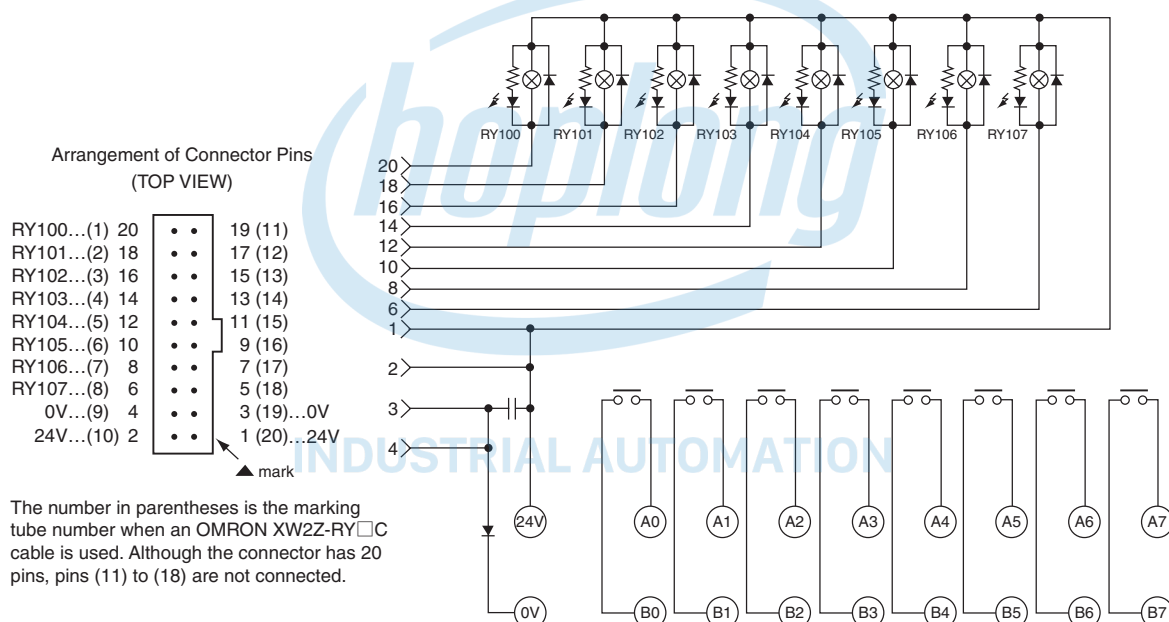 RY100 RY101 RY102 RY103 RY104 RY105 RY106 RY107
Arrangement of Connector Pins
(TOP VIEW)
RY100...(1) 20 19 (11)
RY101...(2) 18 17 (12)
RY102...(3) 16 15 (13)
RY103...(4) 14 13 (14)
RY104...(5) 12 11 (15)
RY105...(6) 10 9 (16)
RY106...(7) 8 7 (17)
RY107...(8) 6 5 (18)
0V...(9) 4 3 (19)...0V
24V...(10) 2 1 (20)...24V
▲ mark
The number in parentheses is the marking
tube number when an OMRON XW2Z-RY□C
cable is used. Although the connector has 20
pins, pins (11) to (18) are not connected.
20
18
16
14
12
10
8
6
1
2
3
4
24V A0 A1 A2 A3 A4 A5 A6 A7
0V B0 B1 B2 B3 B4 B5 B6 B7
hoplong
INDUSTRIAL AUTOMATION